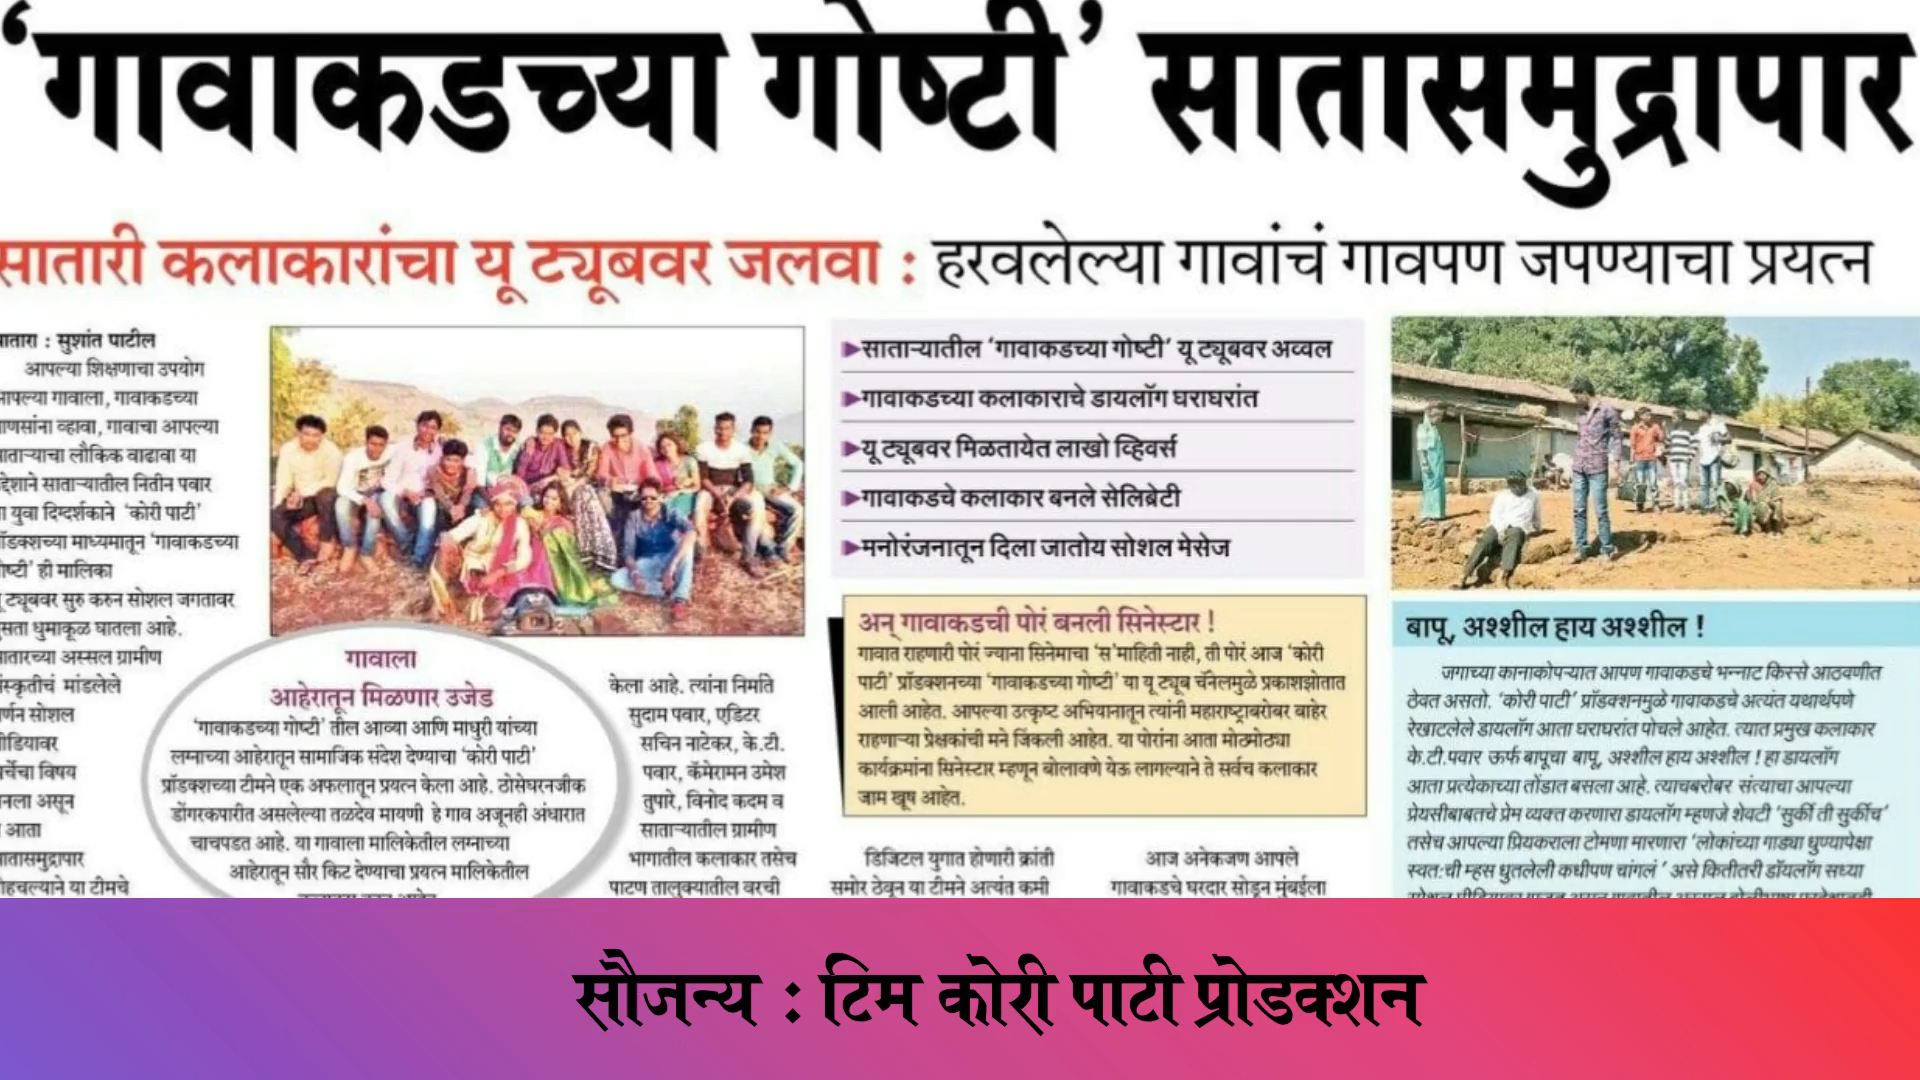 ‘गावाकडच्या गोष्टी’ सातासमुद्रापार
सातारी कलाकारांचा यू ट्यूबवर जलवा : हरवलेल्या गावांचं गावपण जपण्याचा प्रयत्न
सुशांत पाटील
आपल्या शिक्षणाचा उपयोग
गावाला, गावाकडच्या
व्हावा, गावाचा आपल्या
लौकिक वाढावा या
साताऱ्यातील नितीन पवार
युवा दिग्दर्शकाने ‘कोरी पाटी’
माध्यमातून ‘गावाकडच्या
ही मालिका
ट्यूबवर सुरु करुन सोशल जगतावर
धुमाकूळ घातला आहे.
अस्सल ग्रामीण
मांडलेले
सोशल
विषय
असून
आता
या टीमचे
गावाला
आहेरातून मिळणार उजेड
‘गावाकडच्या गोष्टी’ तील आव्या आणि माधुरी यांच्या
लग्नाच्या आहेरातून सामाजिक संदेश देण्याचा ‘कोरी पाटी’
प्रॉडक्शच्या टीमने एक अफलातून प्रयत्न केला आहे. ठोसेघरनजीक
डोंगरकपारीत असलेल्या तळदेव मायणी हे गाव अजूनही अंधारात
चाचपडत आहे. या गावाला मालिकेतील लग्नाच्या
आहेरातून सौर किट देण्याचा प्रयत्न मालिकेतील
केला आहे. त्यांना निर्माते
सुदाम पवार, एडिटर
सचिन नाटेकर, के.टी.
पवार, कॅमेरामन उमेश
तुपारे, विनोद कदम व
साताऱ्यातील ग्रामीण
भागातील कलाकार तसेच
पाटण तालुक्यातील वरची
साताऱ्यातील ‘गावाकडच्या गोष्टी’ यू ट्यूबवर अव्वल
गावाकडच्या कलाकाराचे डायलॉग घराघरांत
यू ट्यूबवर मिळतायेत लाखो व्हिवर्स
गावाकडचे कलाकार बनले सेलिब्रेटी
मनोरंजनातून दिला जातोय सोशल मेसेज
अन् गावाकडची पोरं बनली सिनेस्टार !
गावात राहणारी पोरं ज्याना सिनेमाचा ‘स’माहिती नाही, ती पोरं आज ‘कोरी
पाटी’ प्रॉडक्शनच्या ‘गावाकडच्या गोष्टी’ या यू ट्यूब चॅनेलमुळे प्रकाशझोतात
आली आहेत. आपल्या उत्कृष्ट अभियानातून त्यांनी महाराष्ट्राबरोबर बाहेर
राहणाऱ्या प्रेक्षकांची मने जिंकली आहेत. या पोरांना आता मोठमोठ्या
कार्यक्रमांना सिनेस्टार म्हणून बोलावणे येऊ लागल्याने ते सर्वच कलाकार
जाम खूष आहेत.
डिजिटल युगात होणारी क्रांती
समोर ठेवून या टीमने अत्यंत कमी
आज अनेकजण आपले
गावाकडचे घरदार सोडून मुंबईला
बापू, अश्शील हाय अश्शील !
जगाच्या कानाकोपऱ्यात आपण गावाकडचे भन्नाट किस्से आठवणीत
ठेवत असतो. ‘कोरी पाटी’ प्रॉडक्शनमुळे गावाकडचे अत्यंत यथार्थपणे
रेखाटलेले डायलॉग आता घराघरांत पोचले आहेत. त्यात प्रमुख कलाकार
के.टी.पवार ऊर्फ बापूचा बापू, अश्शील हाय अश्शील ! हा डायलॉग
आता प्रत्येकाच्या तोंडात बसला आहे. त्याचबरोबर संत्याचा आपल्या
प्रेयसीबाबतचे प्रेम व्यक्त करणारा डायलॉग म्हणजे शेवटी ‘सुर्की ती सुर्कीच’
तसेच आपल्या प्रियकराला टोमणा मारणारा ‘लोकांच्या गाड्या धुण्यापेक्षा
स्वत:ची म्हस धुतलेली कधीपण चांगलं ’ असे कितीतरी डॉयलॉग सध्या
सौजन्य : टिम कोरी पाटी प्रोडक्शन